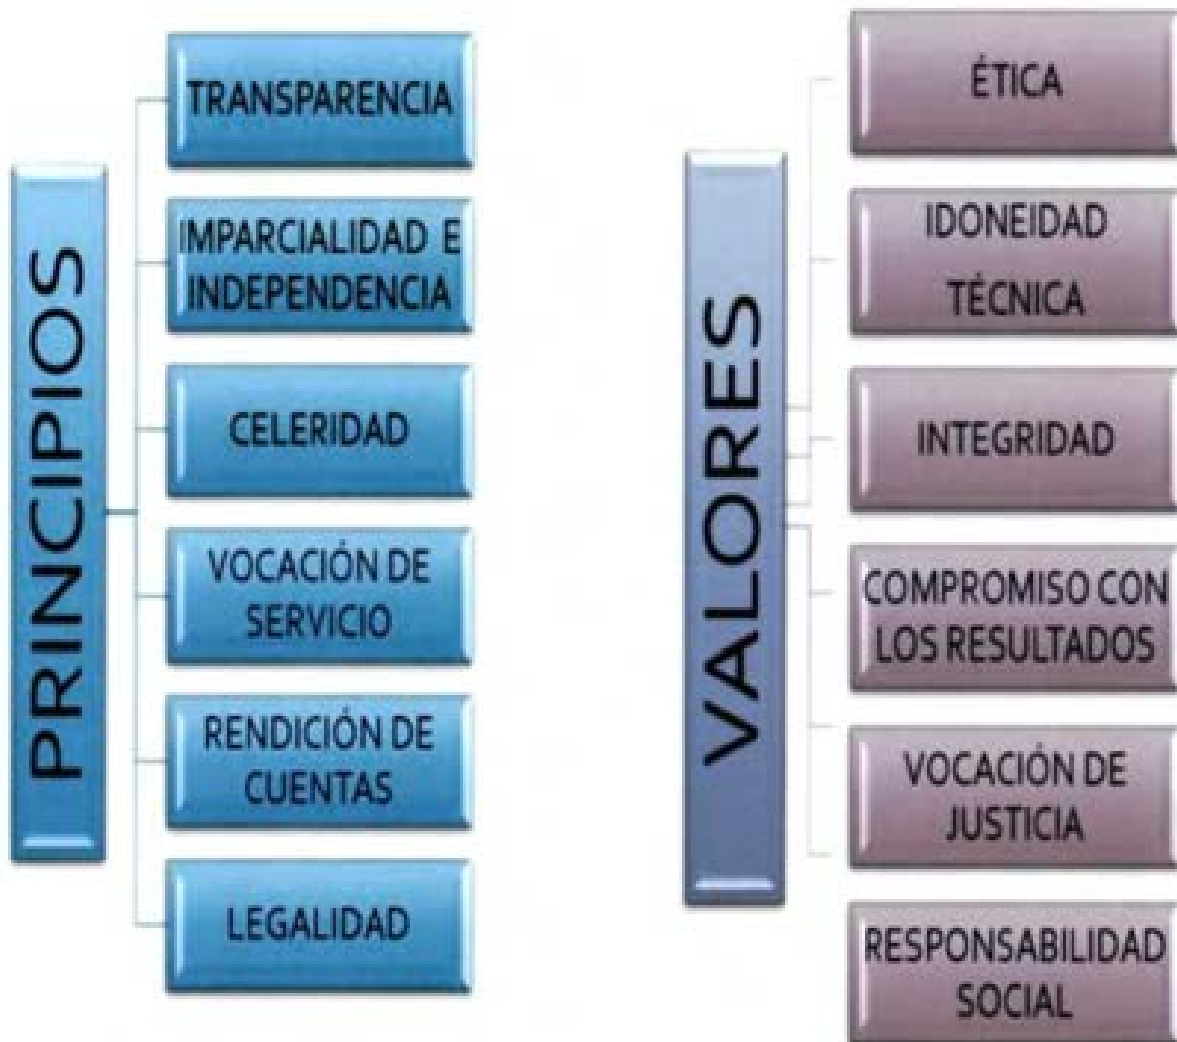 PRINCIPIOS
TRANSPARENCIA
IMPARCIALIDAD E
INDEPENDENCIA
CELERIDAD
VOCACIÓN DE
SERVICIO
RENDICIÓN DE
CUENTAS
LEGALIDAD
VALORES
ÉTICA
IDONEIDAD
TÉCNICA
INTEGRIDAD
COMPROMISO CON
LOS RESULTADOS
VOCACIÓN DE
JUSTICIA
RESPONSABILIDAD
SOCIAL